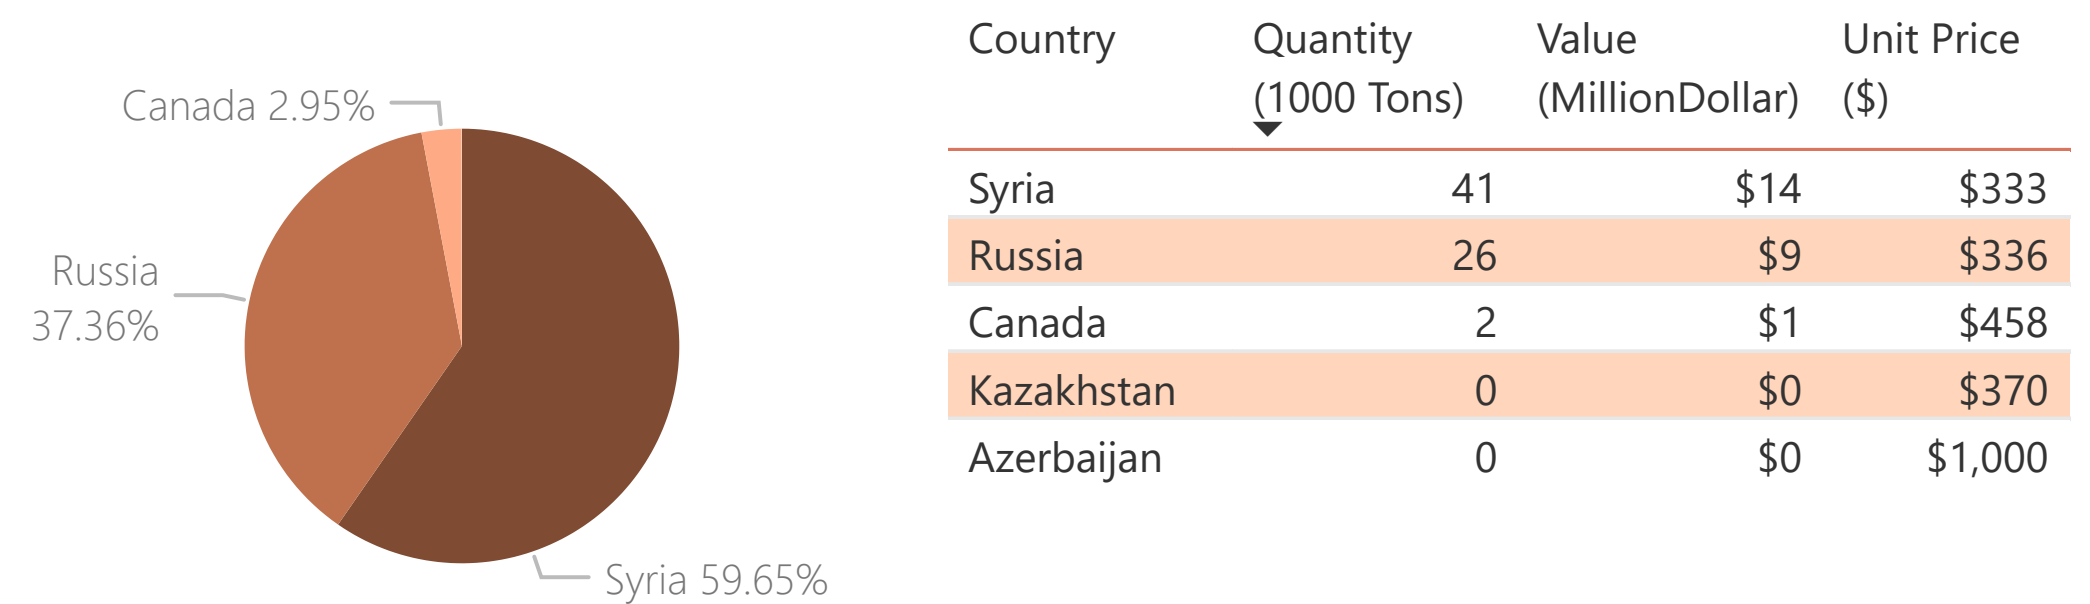 Canada 2.95%
Russia
37.36%
Syria 59.65%
Country Quantity Value Unit Price
(1000 Tons) (MillionDollar) ($)
Syria 41 $14 $333
Russia 26 $9 $336
Canada 2 $1 $458
Kazakhstan 0 $0 $370
Azerbaijan 0 $0 $1,000